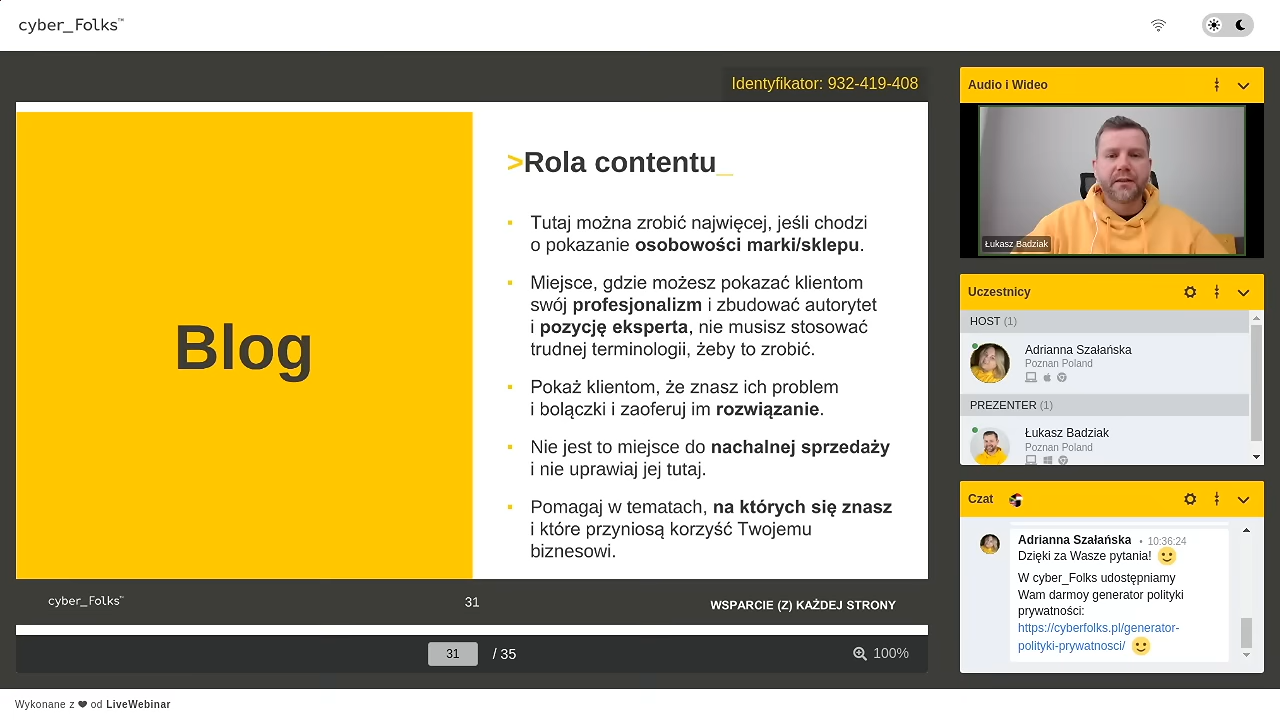 cyber_Folks™
Identyfikator: 932-419-408
>Rola contentu_
Blog
▪ Tutaj można zrobić najwięcej, jeśli chodzi
o pokazanie osobowości marki/sklepu.
▪ Miejsce, gdzie możesz pokazać klientom
swój profesjonalizm i zbudować autorytet
i pozycję eksperta, nie musisz stosować
trudnej terminologii, żeby to zrobić.
▪ Pokaż klientom, że znasz ich problem
i bolączki i zaoferuj im rozwiązanie.
▪ Nie jest to miejsce do nachalnej sprzedaży
i nie uprawiaj jej tutaj.
▪ Pomagaj w tematach, na których się znasz
i które przyniosą korzyść Twojemu
biznesowi.
cyber_Folks™
31
WSPARCIE (Z) KAŻDEJ STRONY
31 / 35
100%
Audio i Wideo
Łukasz Badziak
Uczestnicy
HOST (1)
Adrianna Szałańska
Poznan Poland
PREZENTER (1)
Łukasz Badziak
Poznan Poland
Czat
Adrianna Szałańska • 10:36:24
Dzięki za Wasze pytania! 🙂
W cyber_Folks udostępniamy
Wam darmoy generator polityki
prywatności:
https://cyberfolks.pl/generator-
polityki-prywatnosci/ 🙂
Wykonane z ❤ od LiveWebinar